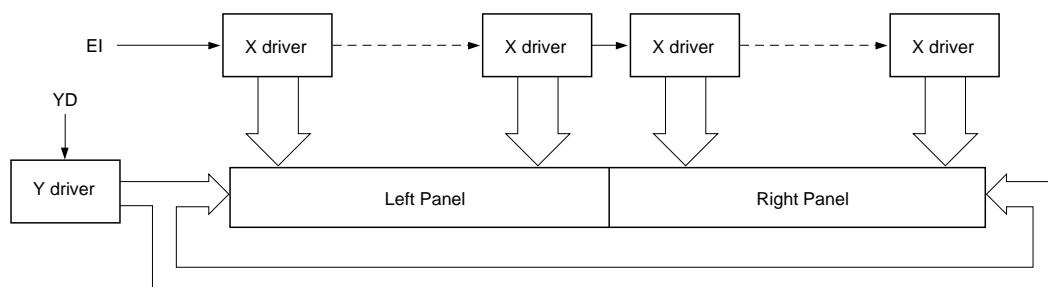 EI
X driver
X driver
X driver
X driver
YD
Y driver
Left Panel
Right Panel